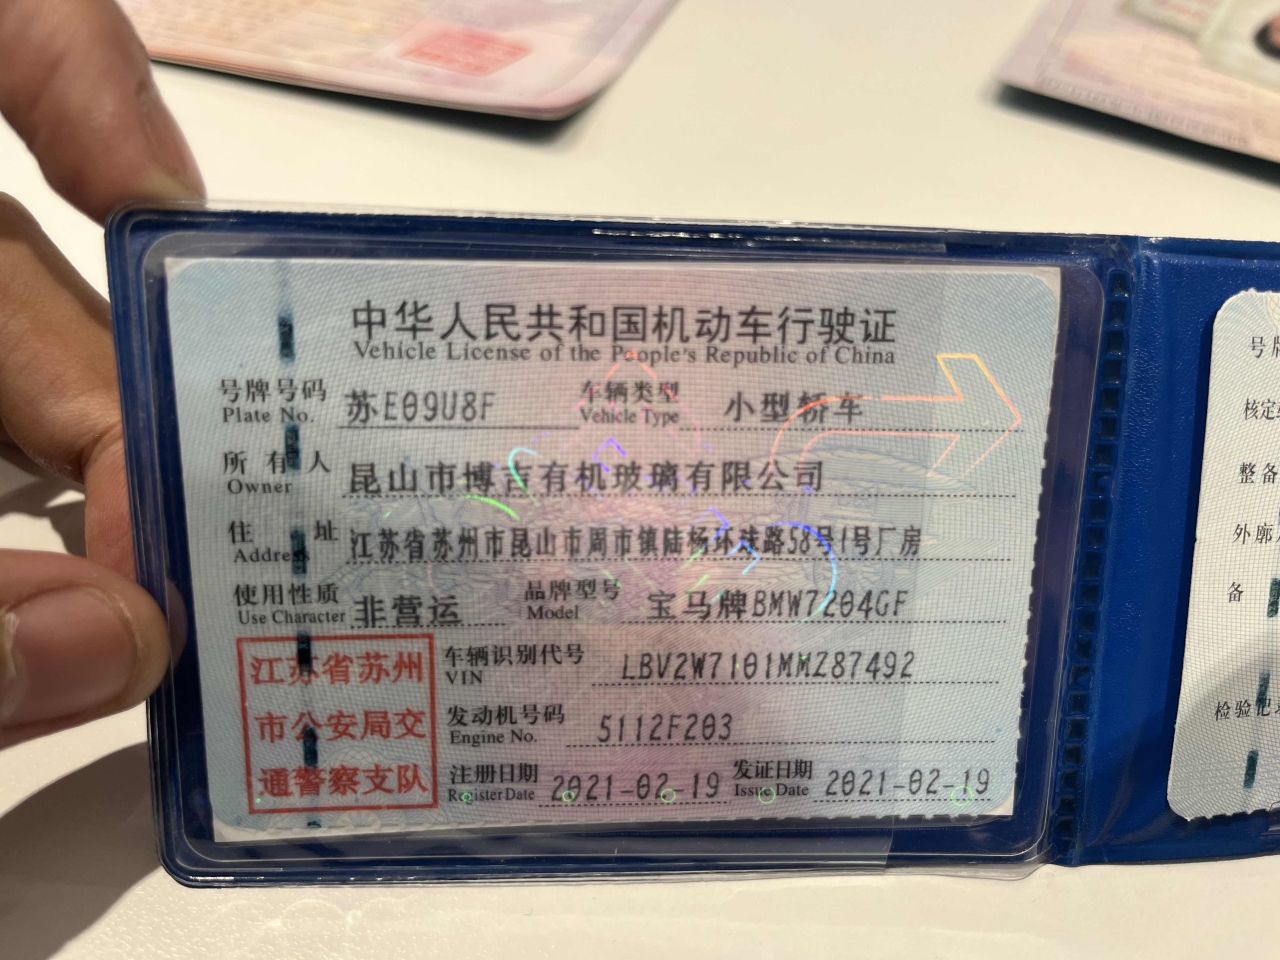 中华人民共和国机动车行驶证
Vehicle License of the People's Republic of China
号牌号码 苏E09U8F 车辆类型 小型轿车
Plate No. Vehicle Type
所有人 昆山市博吉有机玻璃有限公司
Owner
住址 江苏省苏州市昆山市周市镇陆杨环球路58号1号厂房
Address
使用性质 非营运 品牌型号 宝马牌BMW7204GF
Use Character Model
江苏省苏州
市公安局交
通警察支队
车辆识别代号 LBV2W7101MMZ87492
VIN
发动机号码 5112F203
Engine No.
注册日期 2021-02-19 发证日期 2021-02-19
Register Date Issue Date
号牌
核定
整备
外廓
备
检验记录